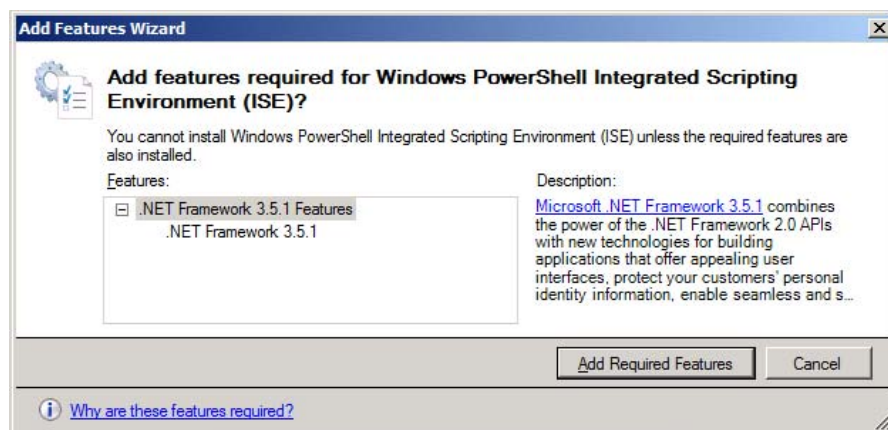 Add Features Wizard
Add features required for Windows PowerShell Integrated Scripting
Environment (ISE)?
You cannot install Windows PowerShell Integrated Scripting Environment (ISE) unless the required features are
also installed.
Features:
.NET Framework 3.5.1 Features
.NET Framework 3.5.1
Description:
Microsoft .NET Framework 3.5.1 combines
the power of the .NET Framework 2.0 APIs
with new technologies for building
applications that offer appealing user
interfaces, protect your customers' personal
identity information, enable seamless and s...
Add Required Features
Cancel
Why are these features required?